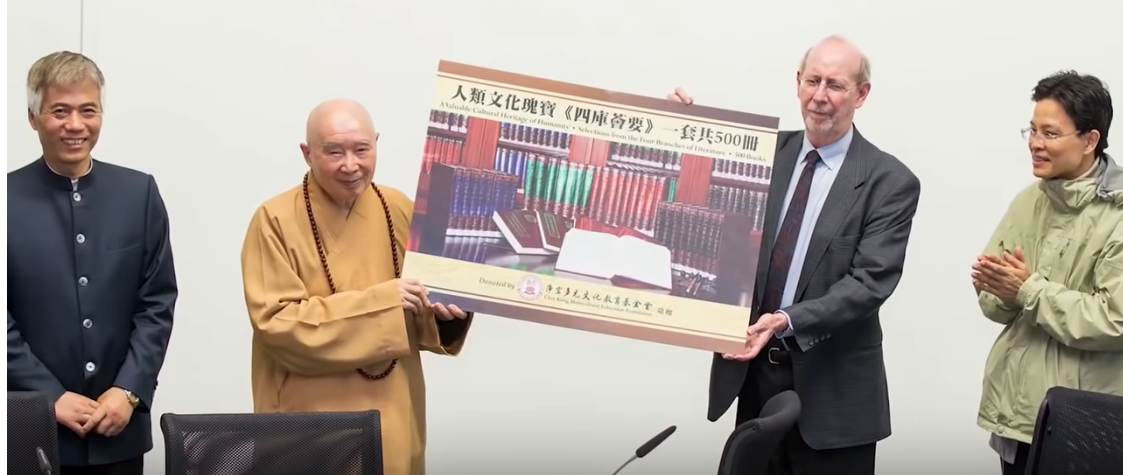 人類文化瑰寶《四庫薈要》一套共500冊
A Valuable Cultural Heritage of Humanity • Selections from the Four Branches of Literature • 500 Books
Donated by
淨空多元文化教育基金會 敬贈
Chin Kung Multicultural Education Foundation